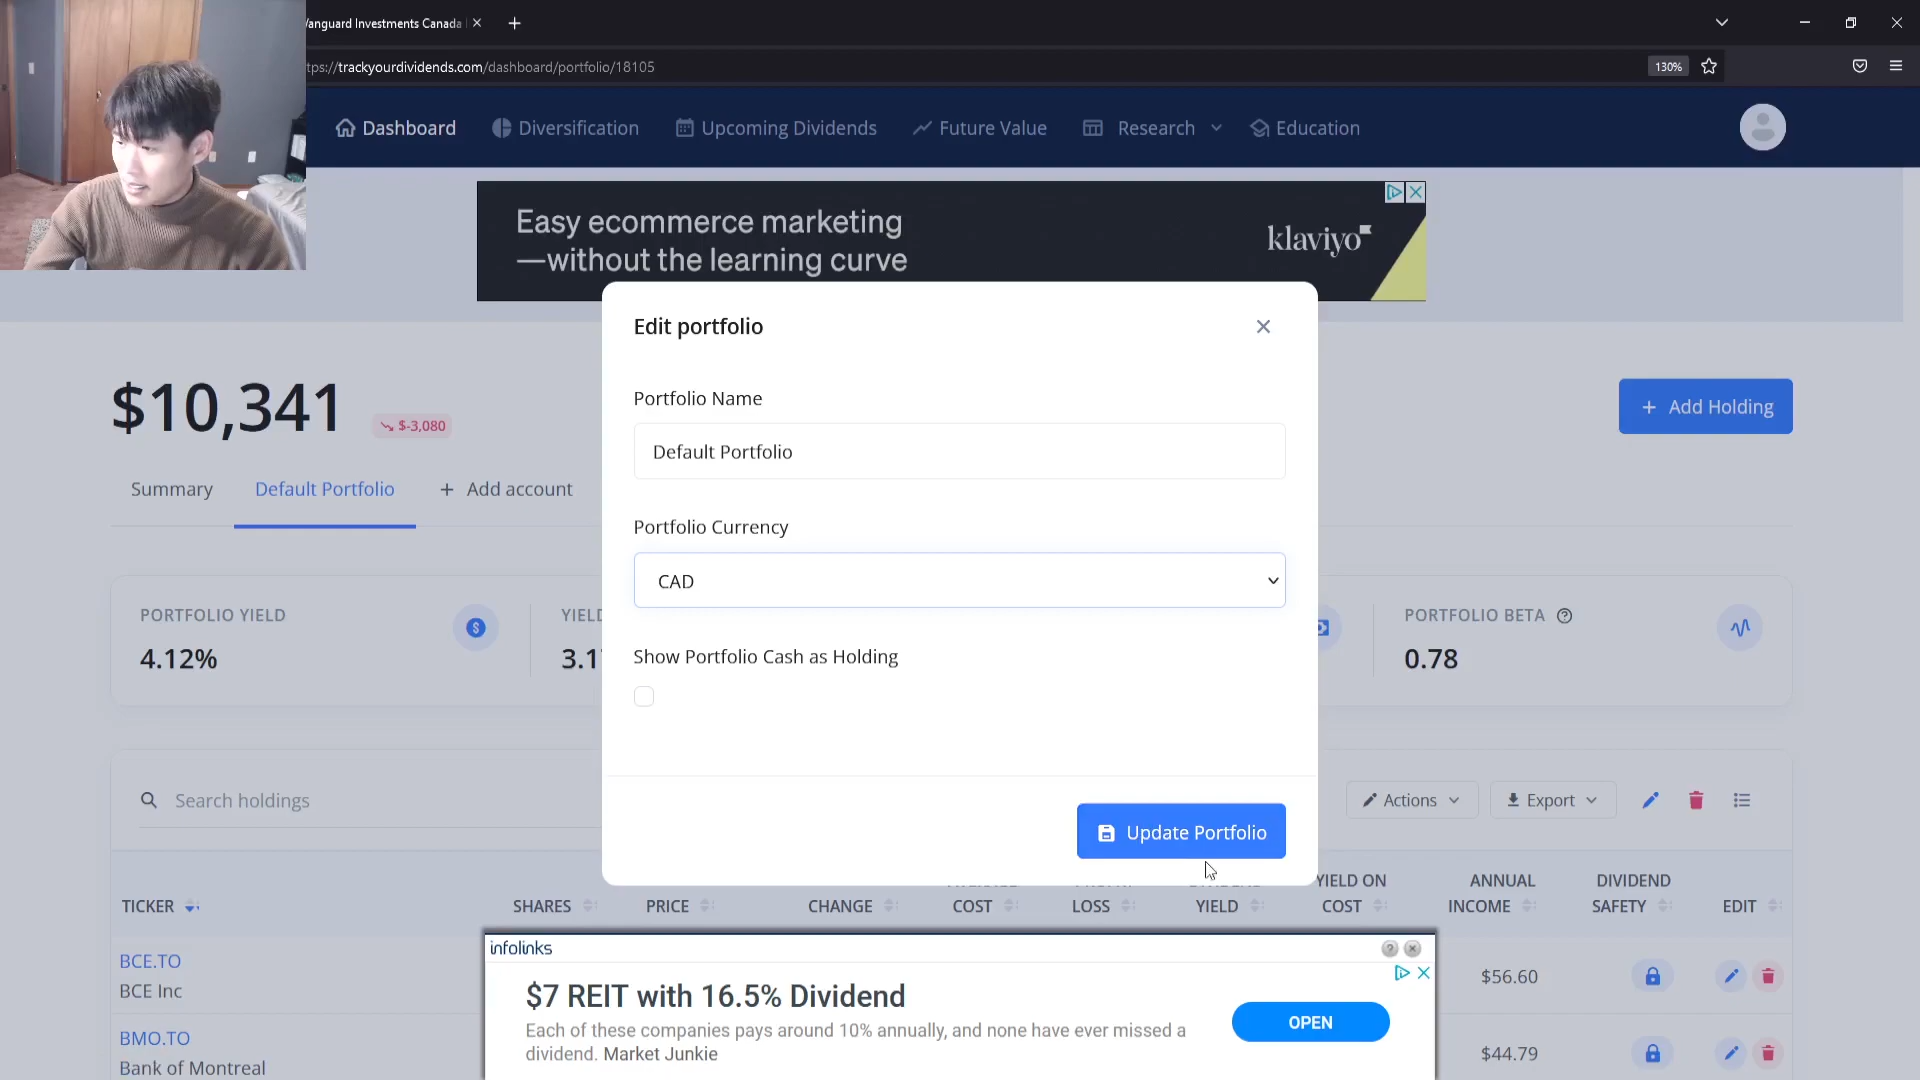 Vanguard Investments Canada
tps://trackyourdividends.com/dashboard/portfolio/18105
130%
Dashboard
Diversification
Upcoming Dividends
Future Value
Research
Education
Easy ecommerce marketing
—without the learning curve
klaviyo
Edit portfolio
Portfolio Name
Default Portfolio
Portfolio Currency
CAD
Show Portfolio Cash as Holding
Update Portfolio
$10,341
$-3,080
+ Add Holding
Summary
Default Portfolio
+ Add account
PORTFOLIO YIELD
4.12%
YIEL
3.1
PORTFOLIO BETA
0.78
Search holdings
Actions
Export
TICKER
SHARES
PRICE
CHANGE
COST
LOSS
YIELD
YIELD ON
COST
ANNUAL
INCOME
DIVIDEND
SAFETY
EDIT
BCE.TO
BCE Inc
$56.60
BMO.TO
Bank of Montreal
$44.79
infolinks
$7 REIT with 16.5% Dividend
Each of these companies pays around 10% annually, and none have ever missed a
dividend. Market Junkie
OPEN